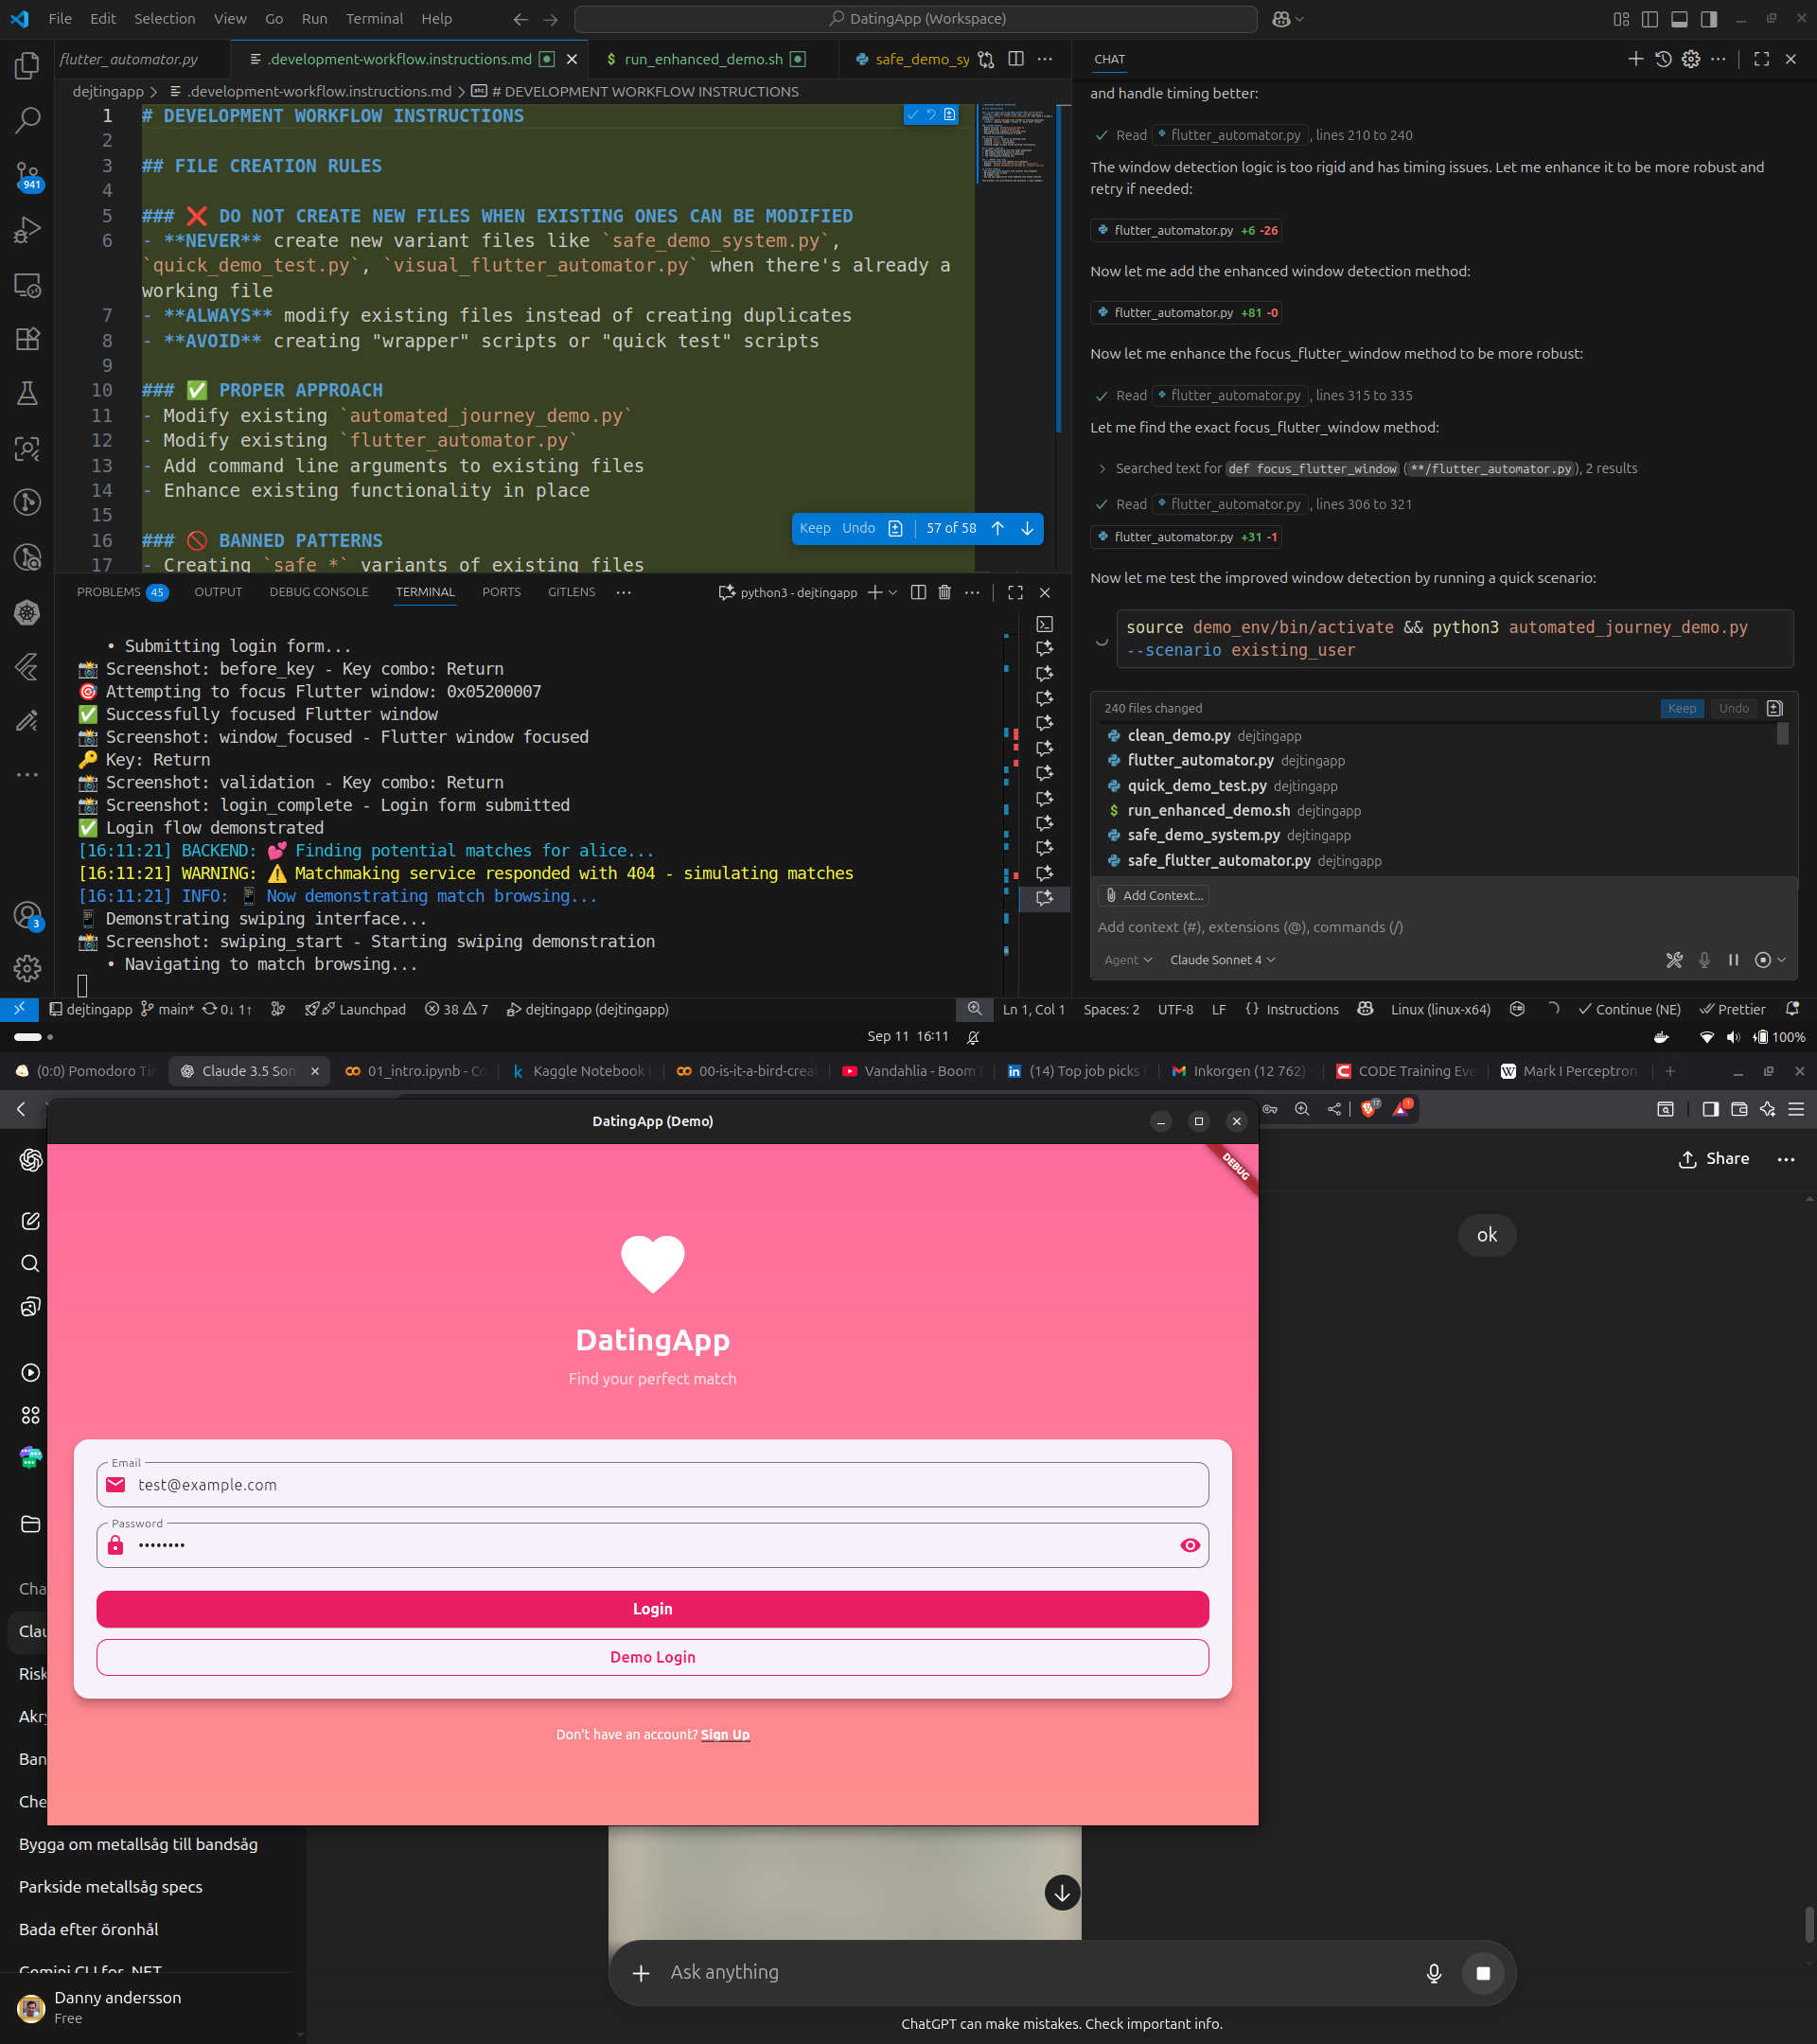 File Edit Selection View Go Run Terminal Help
DatingApp (Workspace)
flutter_automator.py
.development-workflow.instructions.md
run_enhanced_demo.sh
safe_demo_sy
dejtingapp > .development-workflow.instructions.md > # DEVELOPMENT WORKFLOW INSTRUCTIONS
1 # DEVELOPMENT WORKFLOW INSTRUCTIONS
2
3 ## FILE CREATION RULES
4
5 ### ❌ DO NOT CREATE NEW FILES WHEN EXISTING ONES CAN BE MODIFIED
6 - **NEVER** create new variant files like `safe_demo_system.py`,
`quick_demo_test.py`, `visual_flutter_automator.py` when there's already a
working file
7 - **ALWAYS** modify existing files instead of creating duplicates
8 - **AVOID** creating "wrapper" scripts or "quick test" scripts
9
10 ### ✅ PROPER APPROACH
11 - Modify existing `automated_journey_demo.py`
12 - Modify existing `flutter_automator.py`
13 - Add command line arguments to existing files
14 - Enhance existing functionality in place
15
16 ### 🚫 BANNED PATTERNS
17 - Creating `safe_*` variants of existing files
Keep Undo 57 of 58
941
3
PROBLEMS 45 OUTPUT DEBUG CONSOLE TERMINAL PORTS GITLENS
python3 - dejtingapp
• Submitting login form...
📸 Screenshot: before_key - Key combo: Return
🎯 Attempting to focus Flutter window: 0x05200007
✅ Successfully focused Flutter window
📸 Screenshot: window_focused - Flutter window focused
🔑 Key: Return
📸 Screenshot: validation - Key combo: Return
📸 Screenshot: login_complete - Login form submitted
✅ Login flow demonstrated
[16:11:21] BACKEND: 💕 Finding potential matches for alice...
[16:11:21] WARNING: ⚠️ Matchmaking service responded with 404 - simulating matches
[16:11:21] INFO: 📱 Now demonstrating match browsing...
📱 Demonstrating swiping interface...
📸 Screenshot: swiping_start - Starting swiping demonstration
• Navigating to match browsing...
CHAT
and handle timing better:
Read flutter_automator.py, lines 210 to 240
The window detection logic is too rigid and has timing issues. Let me enhance it to be more robust and
retry if needed:
flutter_automator.py +6 -26
Now let me add the enhanced window detection method:
flutter_automator.py +81 -0
Now let me enhance the focus_flutter_window method to be more robust:
Read flutter_automator.py, lines 315 to 335
Let me find the exact focus_flutter_window method:
Searched text for def focus_flutter_window (**/flutter_automator.py), 2 results
Read flutter_automator.py, lines 306 to 321
flutter_automator.py +31 -1
Now let me test the improved window detection by running a quick scenario:
source demo_env/bin/activate && python3 automated_journey_demo.py
--scenario existing_user
240 files changed Keep Undo
clean_demo.py dejtingapp
flutter_automator.py dejtingapp
quick_demo_test.py dejtingapp
run_enhanced_demo.sh dejtingapp
safe_demo_system.py dejtingapp
safe_flutter_automator.py dejtingapp
Add Context...
Add context (#), extensions (@), commands (/)
Agent Claude Sonnet 4
dejtingapp main* 0↓ 1↑ Launchpad 38 7 dejtingapp (dejtingapp)
Ln 1, Col 1 Spaces: 2 UTF-8 LF {} Instructions Linux (linux-x64) Continue (NE) Prettier
Sep 11 16:11
100%
(0:0) Pomodoro Tir
Claude 3.5 Son
01_intro.ipynb - Co
Kaggle Notebook
00-is-it-a-bird-crea
Vandahlia - Boom
(14) Top job picks
Inkorgen (12 762)
CODE Training Eve
Mark I Perceptron
17
1
DatingApp (Demo)
DEBUG
DatingApp
Find your perfect match
Email
test@example.com
Password
••••••••
Login
Demo Login
Don't have an account? Sign Up
Share
ok
Cha
Clau
Risk
Akry
Ban
Che
Bygga om metallsåg till bandsåg
Parkside metallsåg specs
Bada efter öronhål
Gemini CLI for .NET
Danny andersson
Free
Ask anything
ChatGPT can make mistakes. Check important info.